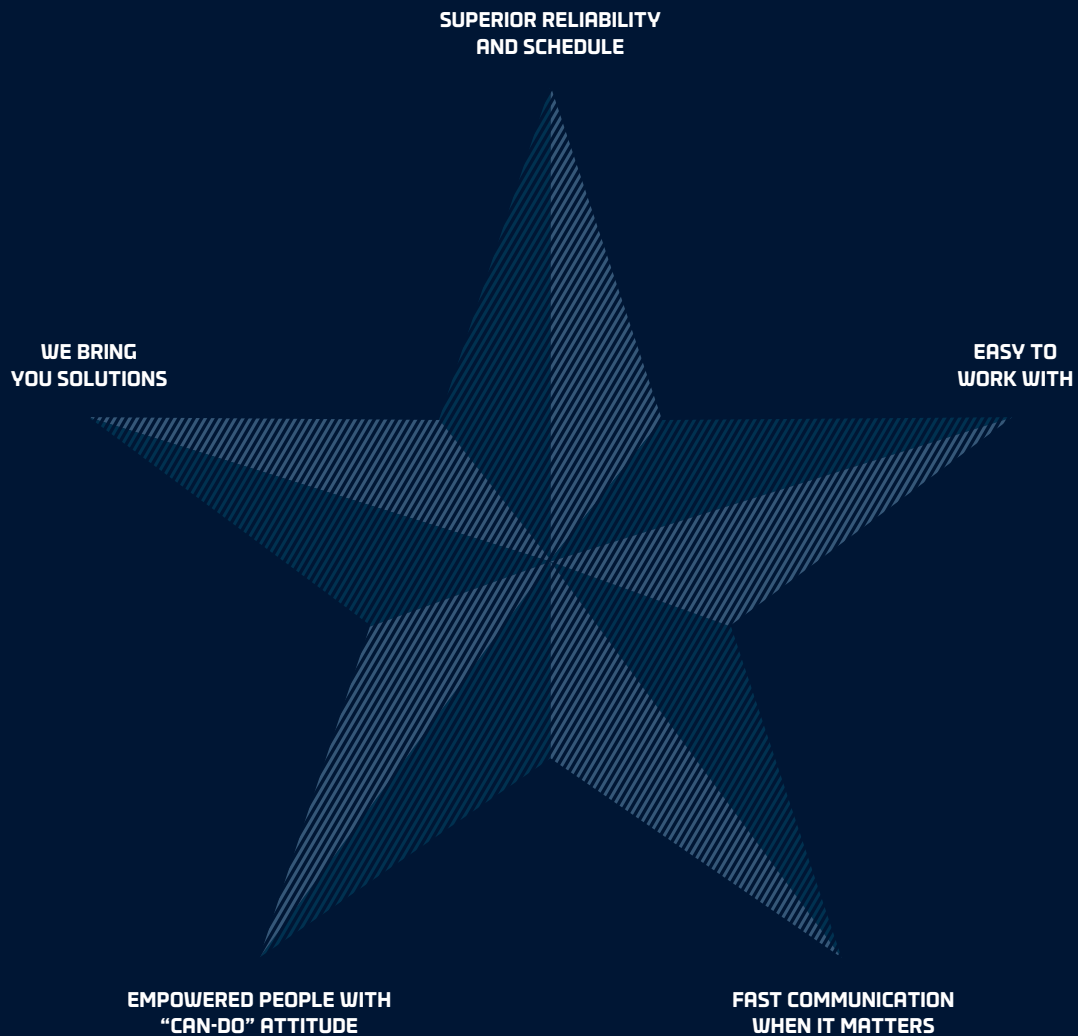 SUPERIOR RELIABILITY
AND SCHEDULE
WE BRING
YOU SOLUTIONS
EASY TO
WORK WITH
EMPOWERED PEOPLE WITH
“CAN-DO” ATTITUDE
FAST COMMUNICATION
WHEN IT MATTERS